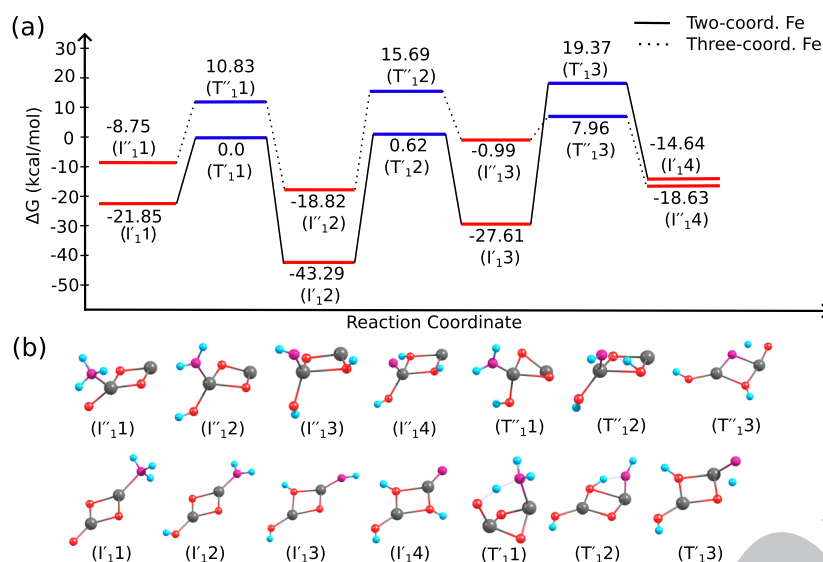 (a)
Two-coord. Fe
Three-coord. Fe
ΔG (kcal/mol)
30
20
10
0
-10
-20
-30
-40
-50
-8.75
(I′′₁1)
-21.85
(I′₁1)
10.83
(T′′₁1)
0.0
(T′₁1)
-18.82
(I′′₁2)
-43.29
(I′₁2)
15.69
(T′′₁2)
0.62
(T′₁2)
-0.99
(I′′₁3)
-27.61
(I′₁3)
19.37
(T′₁3)
7.96
(T′′₁3)
-14.64
(I′₁4)
-18.63
(I′′₁4)
Reaction Coordinate
(b)
(I′′₁1) (I′′₁2) (I′′₁3) (I′′₁4) (T′′₁1) (T′′₁2) (T′′₁3)
(I′₁1) (I′₁2) (I′₁3) (I′₁4) (T′₁1) (T′₁2) (T′₁3)